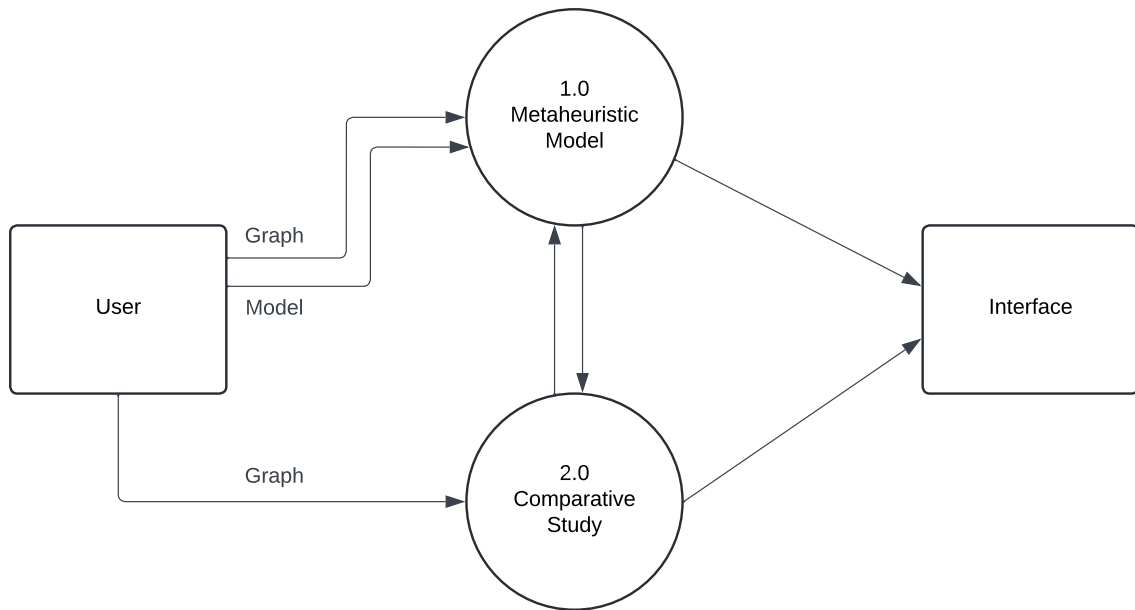 1.0
Metaheuristic
Model
Graph
User
Model
Interface
Graph
2.0
Comparative
Study